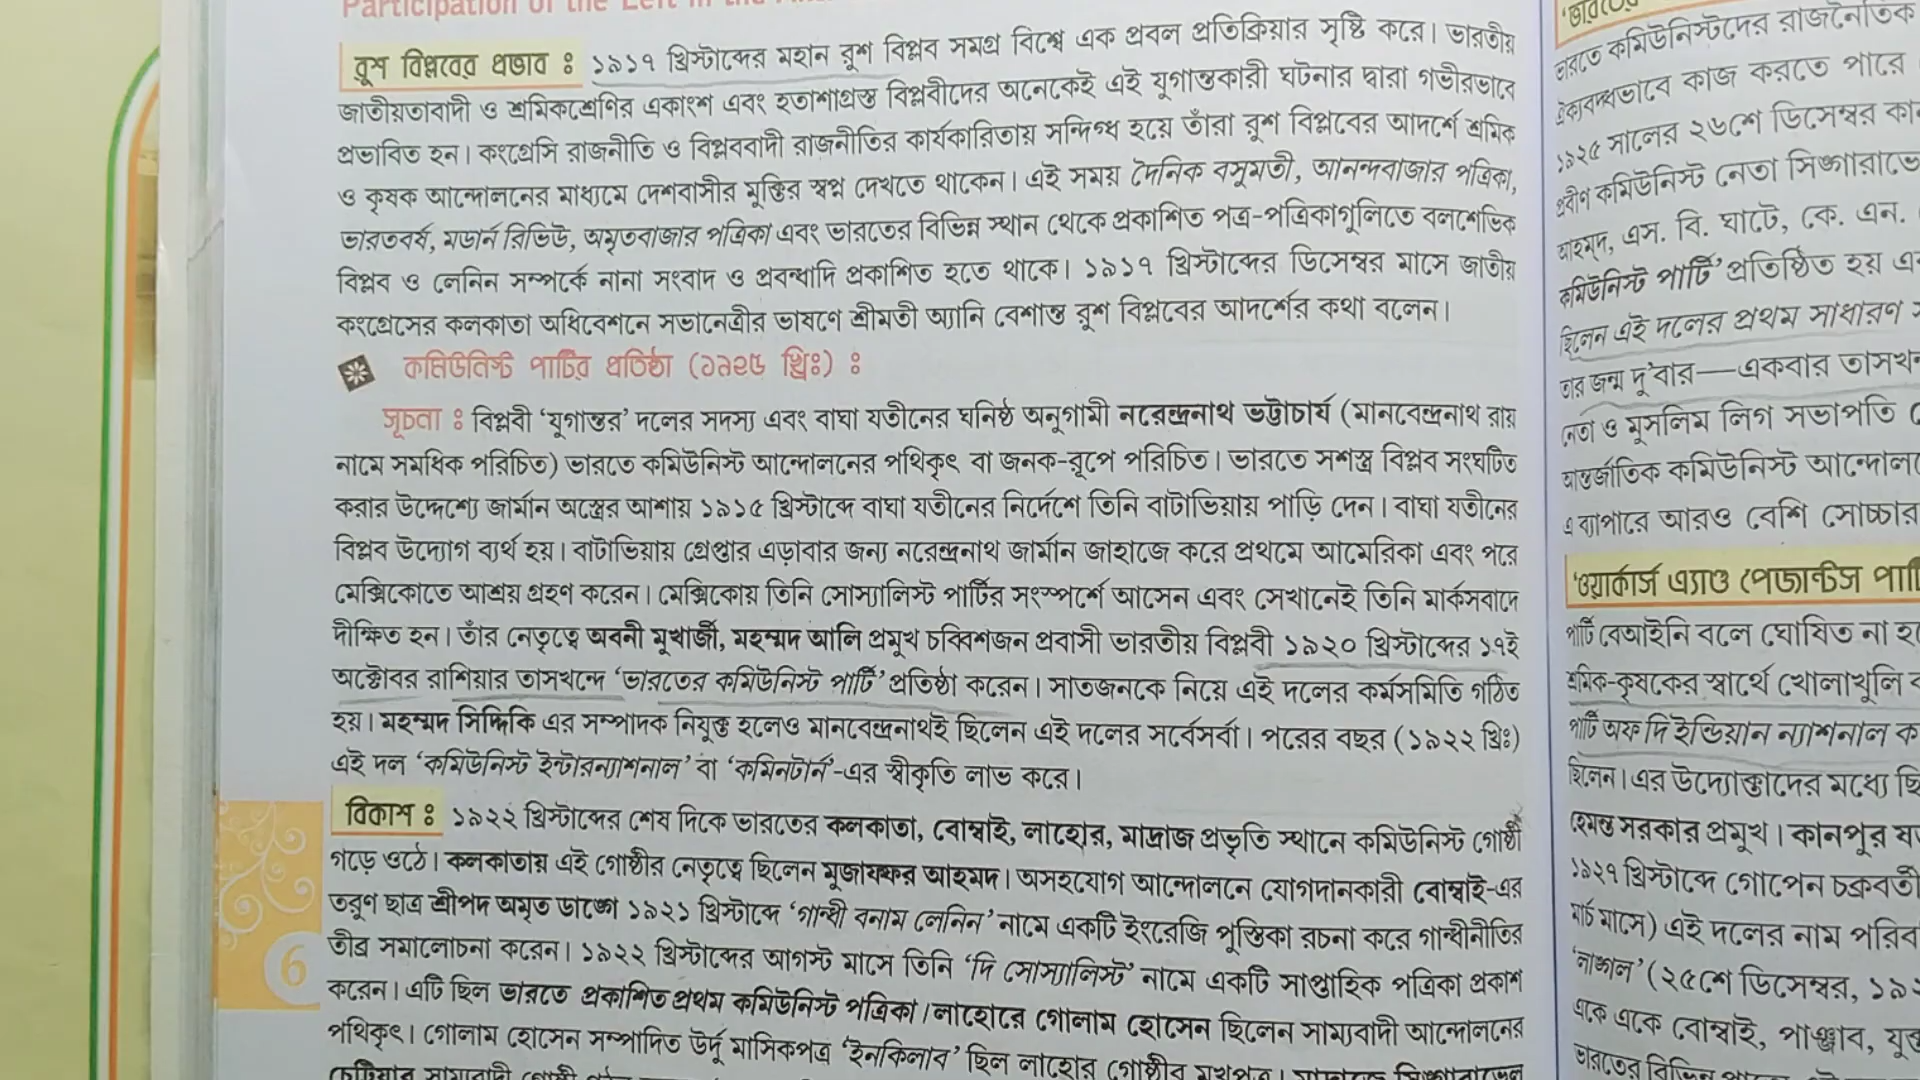 Participation of the Left in the
রুশ বিপ্লবের প্রভাব : ১৯১৭ খ্রিস্টাব্দের মহান রুশ বিপ্লব সমগ্র বিশ্বে এক প্রবল প্রতিক্রিয়ার সৃষ্টি করে। ভারতীয়
জাতীয়তাবাদী ও শ্রমিকশ্রেণির একাংশ এবং হতাশাগ্রস্ত বিপ্লবীদের অনেকেই এই যুগান্তকারী ঘটনার দ্বারা গভীরভাবে
প্রভাবিত হন। কংগ্রেসি রাজনীতি ও বিপ্লববাদী রাজনীতির কার্যকারিতায় সন্দিগ্ধ হয়ে তাঁরা রুশ বিপ্লবের আদর্শে শ্রমিক
ও কৃষক আন্দোলনের মাধ্যমে দেশবাসীর মুক্তির স্বপ্ন দেখতে থাকেন। এই সময় দৈনিক বসুমতী, আনন্দবাজার পত্রিকা,
ভারতবর্ষ, মডার্ন রিভিউ, অমৃতবাজার পত্রিকা এবং ভারতের বিভিন্ন স্থান থেকে প্রকাশিত পত্র-পত্রিকাগুলিতে বলশেভিক
বিপ্লব ও লেনিন সম্পর্কে নানা সংবাদ ও প্রবন্ধাদি প্রকাশিত হতে থাকে। ১৯১৭ খ্রিস্টাব্দের ডিসেম্বর মাসে জাতীয়
কংগ্রেসের কলকাতা অধিবেশনে সভানেত্রীর ভাষণে শ্রীমতী অ্যানি বেশান্ত রুশ বিপ্লবের আদর্শের কথা বলেন।
কমিউনিস্ট পার্টির প্রতিষ্ঠা (১৯২৫ খ্রিঃ) :
সূচনা : বিপ্লবী ‘যুগান্তর’ দলের সদস্য এবং বাঘা যতীনের ঘনিষ্ঠ অনুগামী নরেন্দ্রনাথ ভট্টাচার্য (মানবেন্দ্রনাথ রায়
নামে সমধিক পরিচিত) ভারতে কমিউনিস্ট আন্দোলনের পথিকৃৎ বা জনক-রূপে পরিচিত। ভারতে সশস্ত্র বিপ্লব সংঘটিত
করার উদ্দেশ্যে জার্মান অস্ত্রের আশায় ১৯১৫ খ্রিস্টাব্দে বাঘা যতীনের নির্দেশে তিনি বাটাভিয়ায় পাড়ি দেন। বাঘা যতীনের
বিপ্লব উদ্যোগ ব্যর্থ হয়। বাটাভিয়ায় গ্রেপ্তার এড়াবার জন্য নরেন্দ্রনাথ জার্মান জাহাজে করে প্রথমে আমেরিকা এবং পরে
মেক্সিকোতে আশ্রয় গ্রহণ করেন। মেক্সিকোয় তিনি সোস্যালিস্ট পার্টির সংস্পর্শে আসেন এবং সেখানেই তিনি মার্কসবাদে
দীক্ষিত হন। তাঁর নেতৃত্বে অবনী মুখার্জী, মহম্মদ আলি প্রমুখ চব্বিশজন প্রবাসী ভারতীয় বিপ্লবী ১৯২০ খ্রিস্টাব্দের ১৭ই
অক্টোবর রাশিয়ার তাসখন্দে ‘ভারতের কমিউনিস্ট পার্টি’ প্রতিষ্ঠা করেন। সাতজনকে নিয়ে এই দলের কর্মসমিতি গঠিত
হয়। মহম্মদ সিদ্দিকি এর সম্পাদক নিযুক্ত হলেও মানবেন্দ্রনাথই ছিলেন এই দলের সর্বেসর্বা। পরের বছর (১৯২২ খ্রিঃ)
এই দল ‘কমিউনিস্ট ইন্টারন্যাশনাল’ বা ‘কমিনটার্ন’-এর স্বীকৃতি লাভ করে।
বিকাশ : ১৯২২ খ্রিস্টাব্দের শেষ দিকে ভারতের কলকাতা, বোম্বাই, লাহোর, মাদ্রাজ প্রভৃতি স্থানে কমিউনিস্ট গোষ্ঠী
গড়ে ওঠে। কলকাতায় এই গোষ্ঠীর নেতৃত্বে ছিলেন মুজাফ্ফর আহমদ। অসহযোগ আন্দোলনে যোগদানকারী বোম্বাই-এর
তরুণ ছাত্র শ্রীপদ অমৃত ডাঙ্গে ১৯২১ খ্রিস্টাব্দে ‘গান্ধী বনাম লেনিন’ নামে একটি ইংরেজি পুস্তিকা রচনা করে গান্ধীনীতির
তীব্র সমালোচনা করেন। ১৯২২ খ্রিস্টাব্দের আগস্ট মাসে তিনি ‘দি সোস্যালিস্ট’ নামে একটি সাপ্তাহিক পত্রিকা প্রকাশ
করেন। এটি ছিল ভারতে প্রকাশিত প্রথম কমিউনিস্ট পত্রিকা। লাহোরে গোলাম হোসেন ছিলেন সাম্যবাদী আন্দোলনের
পথিকৃৎ। গোলাম হোসেন সম্পাদিত উর্দু মাসিকপত্র ‘ইনকিলাব’ ছিল লাহোর গোষ্ঠীর মুখপত্র।
6
ভারতে কমিউনিস্টদের রাজনৈতিক
ঐক্যবদ্ধভাবে কাজ করতে পারে
১৯২৫ সালের ২৬শে ডিসেম্বর
প্রবীণ কমিউনিস্ট নেতা
আহম্মদ, এস. বি. ঘাটে, কে. এন.
কমিউনিস্ট পার্টি’ প্রতিষ্ঠিত হয়
ছিলেন এই দলের প্রথম সাধারণ
তার জন্ম দু’বার—একবার
নেতা ও মুসলিম লিগ সভাপতি
আন্তর্জাতিক কমিউনিস্ট
এ ব্যাপারে আরও বেশি সোচ্চার
‘ওয়ার্কার্স এ্যাণ্ড পেজান্টস
পার্টি বেআইনি বলে ঘোষিত না
শ্রমিক-কৃষকের স্বার্থে খোলাখুলি
পার্টি অফ দি ইন্ডিয়ান ন্যাশনাল
ছিলেন। এর উদ্যোক্তাদের মধ্যে
হেমন্ত সরকার প্রমুখ। কানপুর
১৯২৭ খ্রিস্টাব্দে গোপেন চক্রবর্তী
মার্চ মাসে) এই দলের নাম
‘লাঙ্গল’ (২৫শে ডিসেম্বর,
একে একে বোম্বাই, পাঞ্জাব,
ভারতের বিভিন্ন